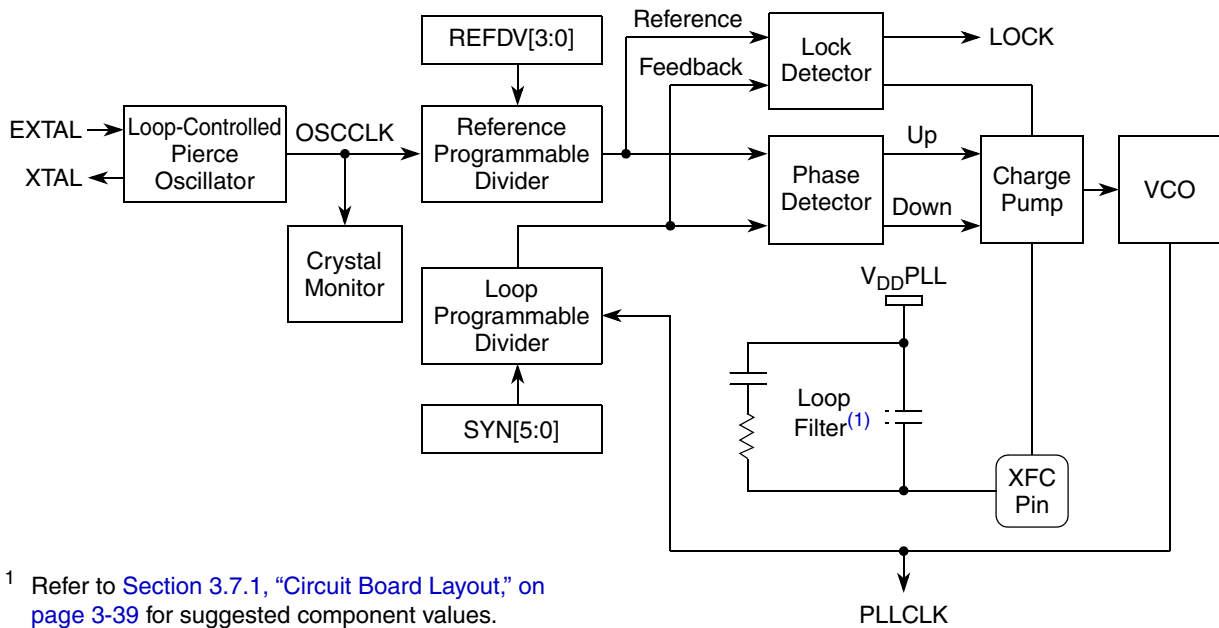 REFDV[3:0]
Reference
Feedback
Lock
Detector
LOCK
EXTAL
XTAL
Loop-Controlled
Pierce
Oscillator
OSCCLK
Reference
Programmable
Divider
Phase
Detector
Up
Down
Charge
Pump
VCO
Crystal
Monitor
Loop
Programmable
Divider
SYN[5:0]
VDDPLL
Loop
Filter(1)
XFC
Pin
PLLCLK
1 Refer to Section 3.7.1, “Circuit Board Layout,” on
page 3-39 for suggested component values.